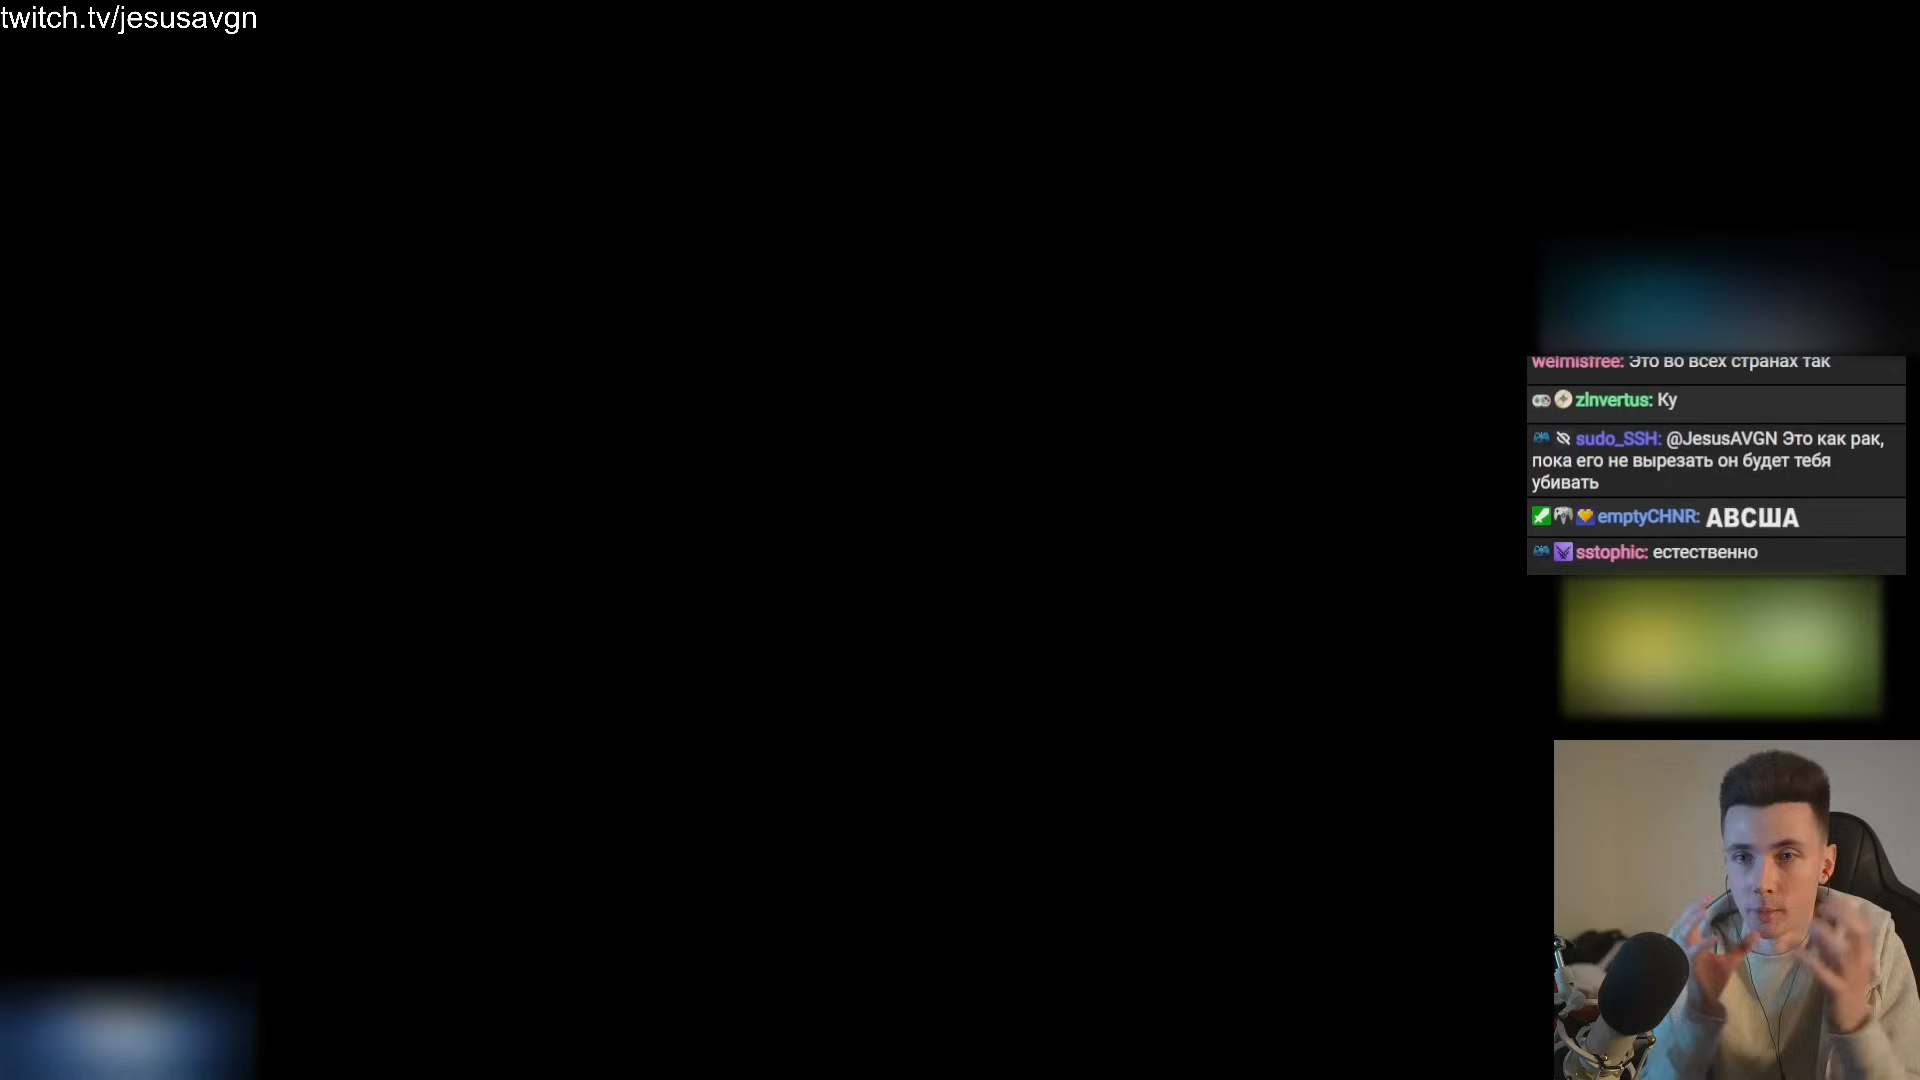 twitch.tv/jesusavgn
welmisfree: Это во всех странах так
zInvertus: Ку
sudo_SSH: @JesusAVGN Это как рак,
пока его не вырезать он будет тебя
убивать
emptyCHNR: АВСША
sstophic: естественно